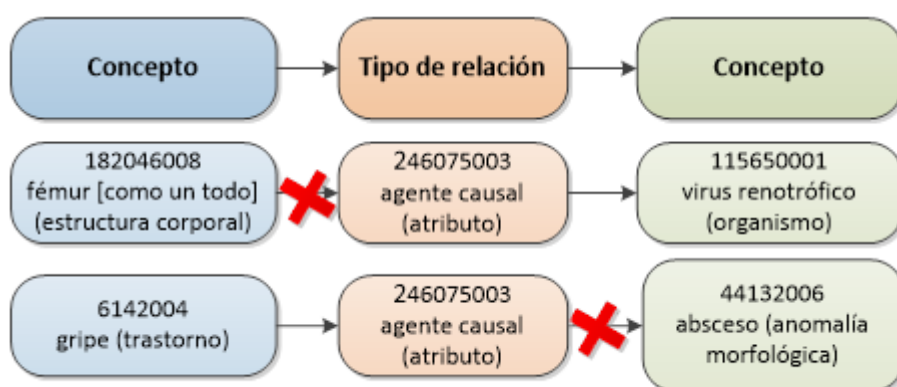 Concepto
Tipo de relación
Concepto
182046008
fémur [como un todo]
(estructura corporal)
246075003
agente causal
(atributo)
115650001
virus renotrófico
(organismo)
6142004
gripe (trastorno)
246075003
agente causal
(atributo)
44132006
absceso (anomalía
morfológica)